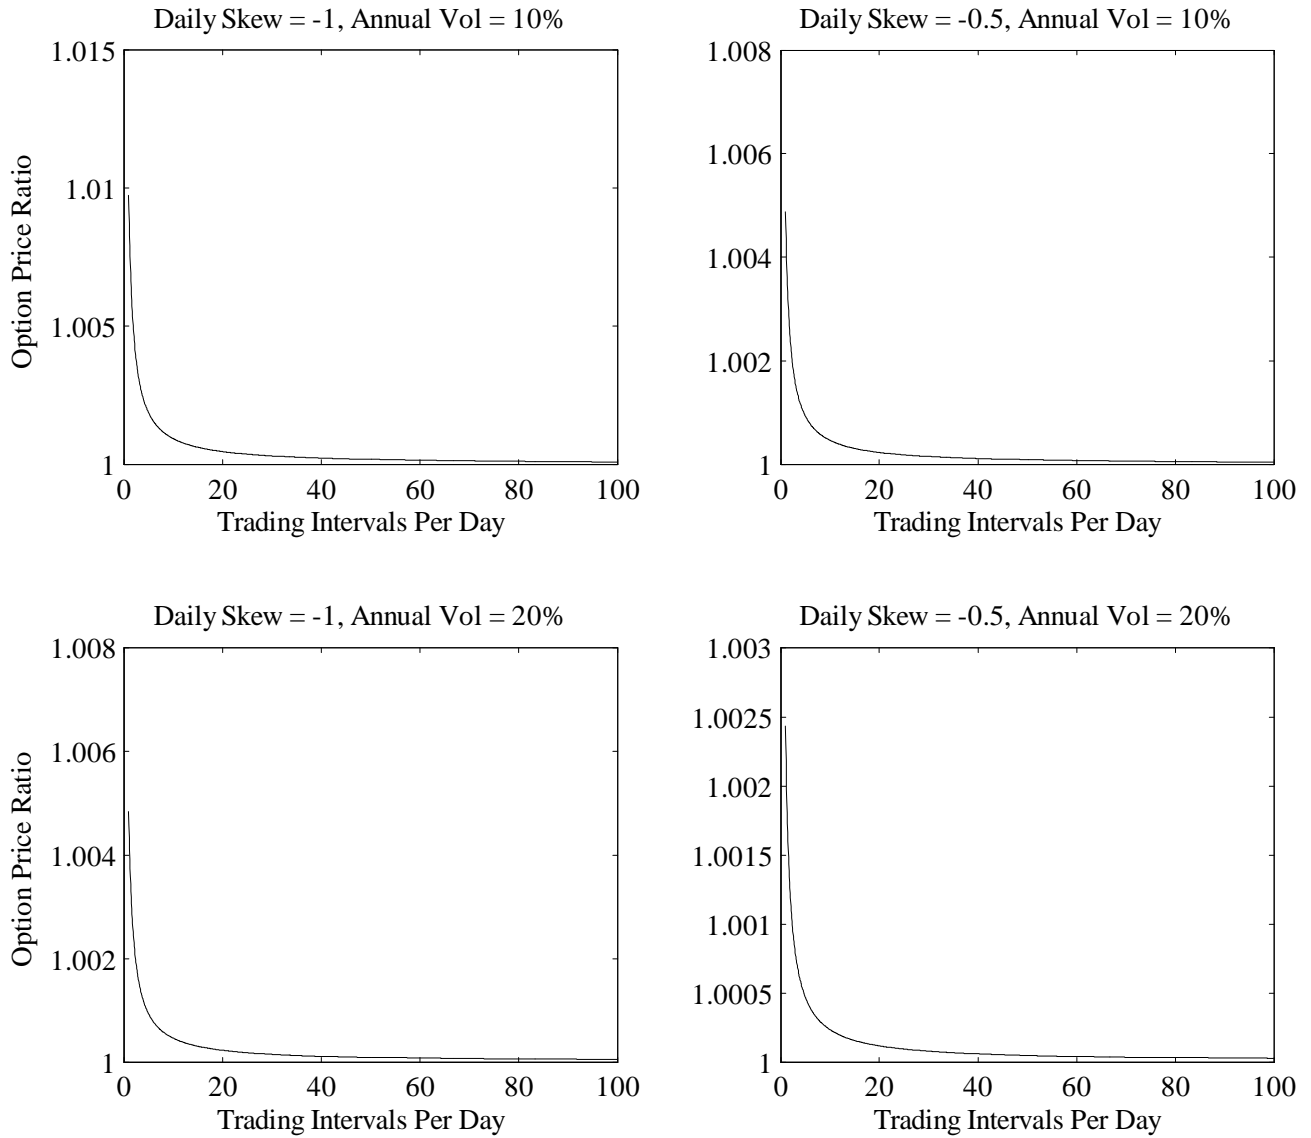 Daily Skew = -1, Annual Vol = 10%
1.015
1.01
1.005
1
Option Price Ratio
0 20 40 60 80 100
Trading Intervals Per Day
Daily Skew = -0.5, Annual Vol = 10%
1.008
1.006
1.004
1.002
1
0 20 40 60 80 100
Trading Intervals Per Day
Daily Skew = -1, Annual Vol = 20%
1.008
1.006
1.004
1.002
1
Option Price Ratio
0 20 40 60 80 100
Trading Intervals Per Day
Daily Skew = -0.5, Annual Vol = 20%
1.003
1.0025
1.002
1.0015
1.001
1.0005
1
0 20 40 60 80 100
Trading Intervals Per Day